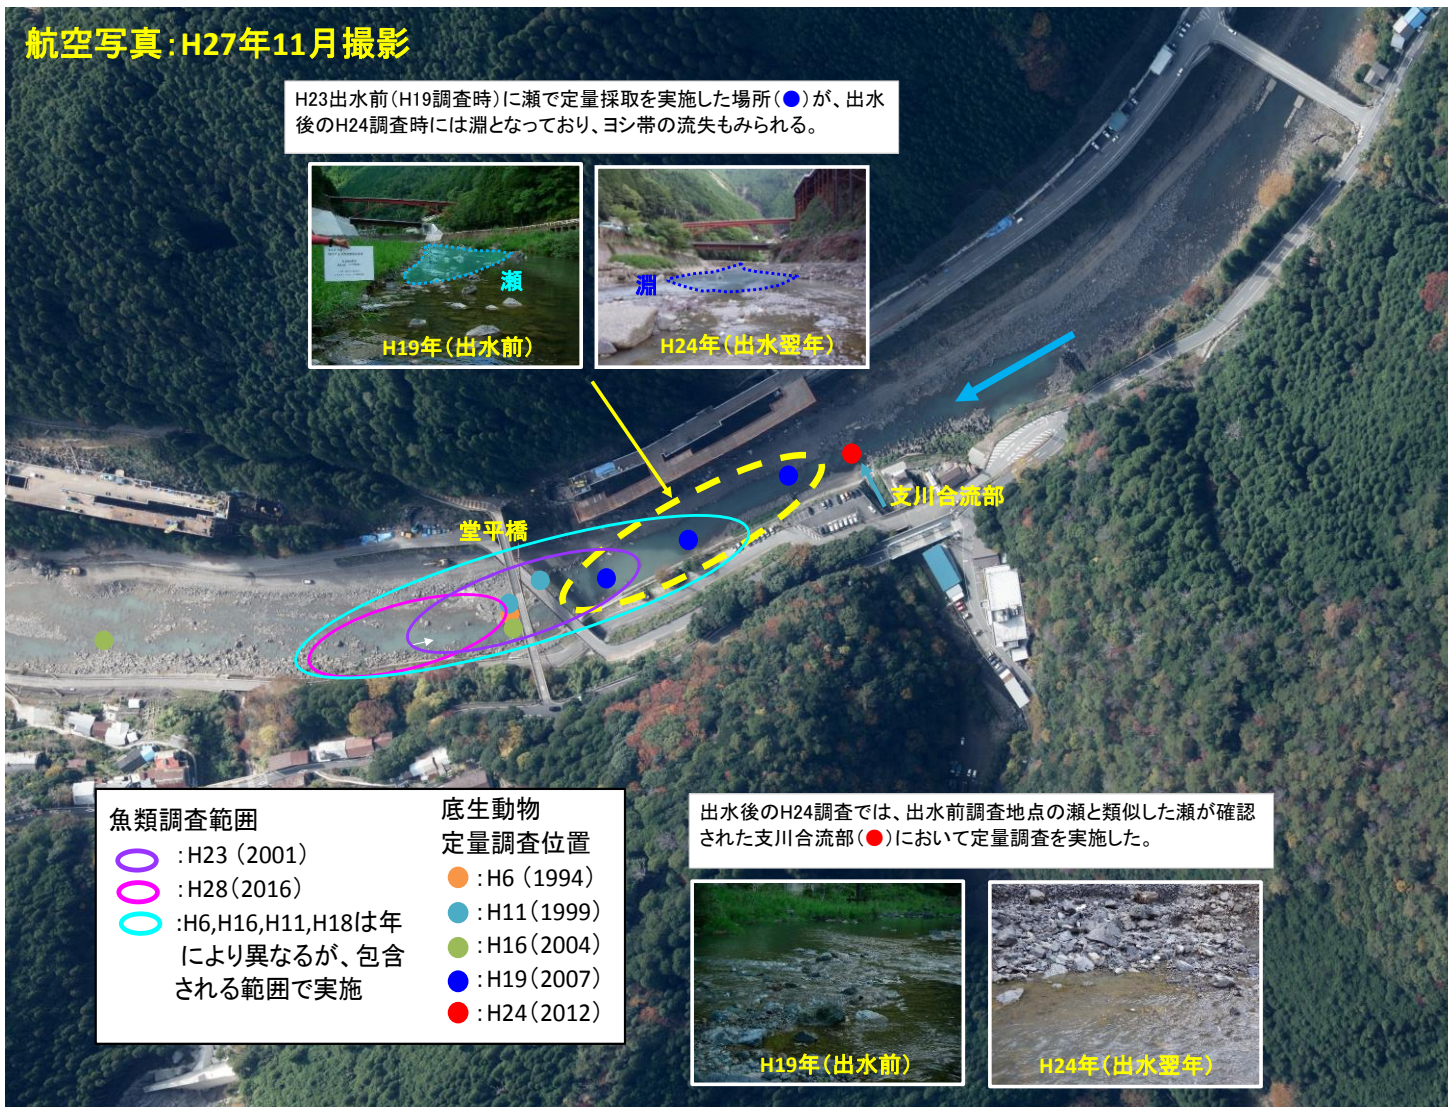 航空写真:H27年11月撮影
H23出水前(H19調査時)に瀬で定量採取を実施した場所(●)が、出水
後のH24調査時には淵となっており、ヨシ帯の流失もみられる。
瀬
H19年(出水前)
淵
H24年(出水翌年)
支川合流部
堂平橋
魚類調査範囲
:H23 (2001)
:H28(2016)
:H6,H16,H11,H18は年
により異なるが、包含
される範囲で実施
底生動物
定量調査位置
:H6 (1994)
:H11(1999)
:H16(2004)
:H19(2007)
:H24(2012)
出水後のH24調査では、出水前調査地点の瀬と類似した瀬が確認
された支川合流部(●)において定量調査を実施した。
H19年(出水前)
H24年(出水翌年)